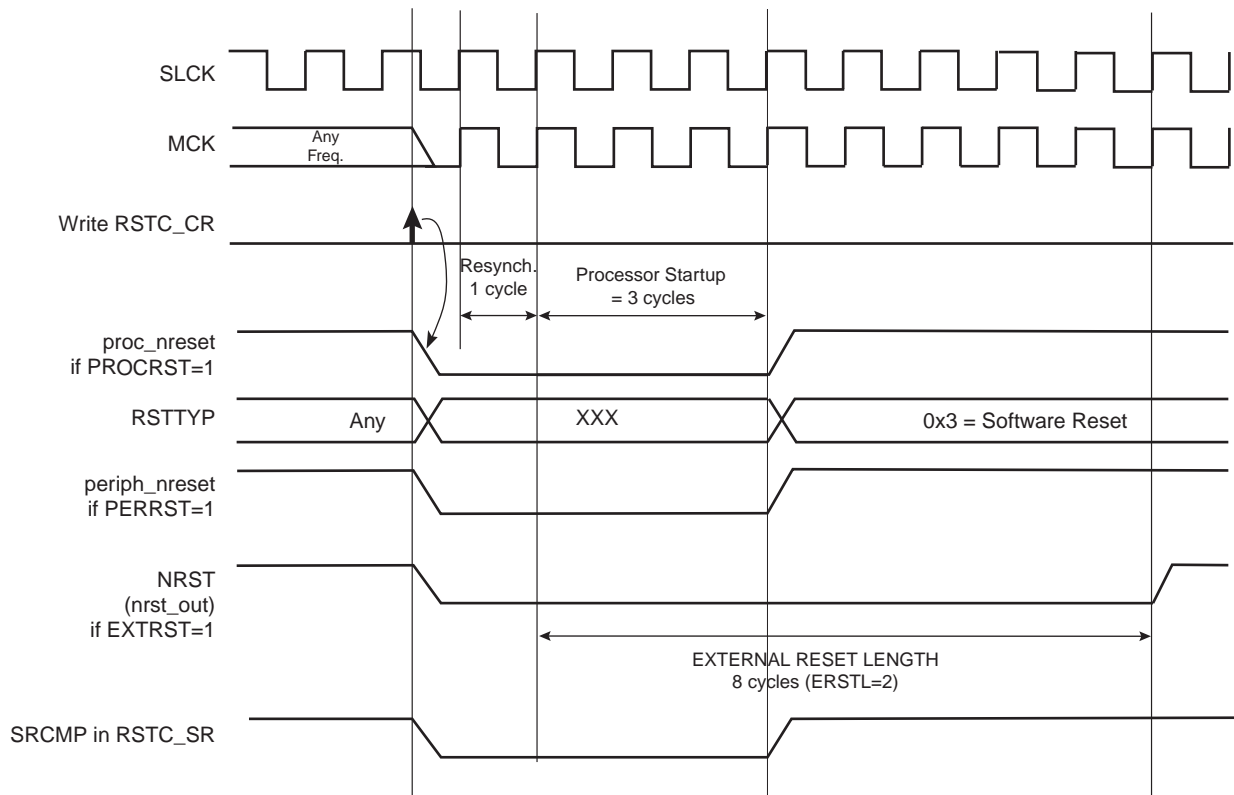 SLCK
MCK
Any
Freq.
Write RSTC_CR
Resynch.
1 cycle
Processor Startup
= 3 cycles
proc_nreset
if PROCRST=1
RSTTYP
Any
XXX
0x3 = Software Reset
periph_nreset
if PERRST=1
NRST
(nrst_out)
if EXTRST=1
EXTERNAL RESET LENGTH
8 cycles (ERSTL=2)
SRCMP in RSTC_SR